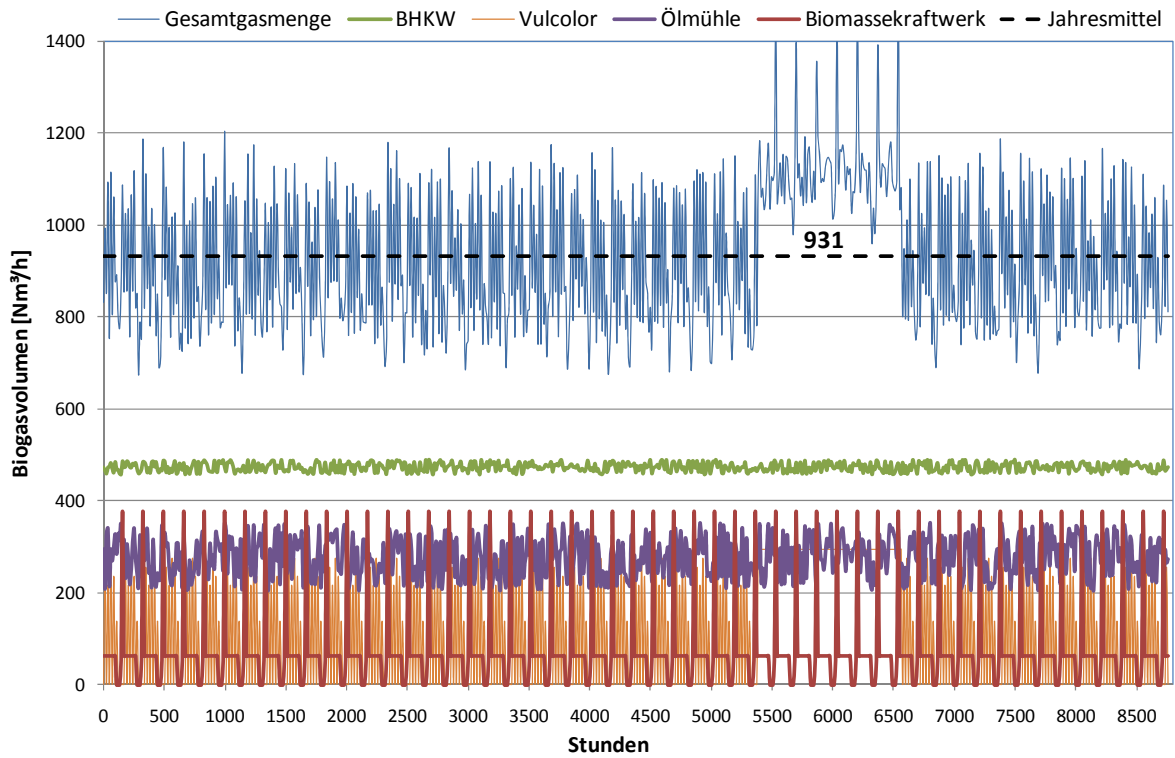 Gesamtgasmenge BHKW Vulcolor Ölmühle Biomassekraftwerk Jahresmittel
1400
1200
1000
800
600
400
200
0
Biogasvolumen [Nm³/h]
931
0 500 1000 1500 2000 2500 3000 3500 4000 4500 5000 5500 6000 6500 7000 7500 8000 8500
Stunden